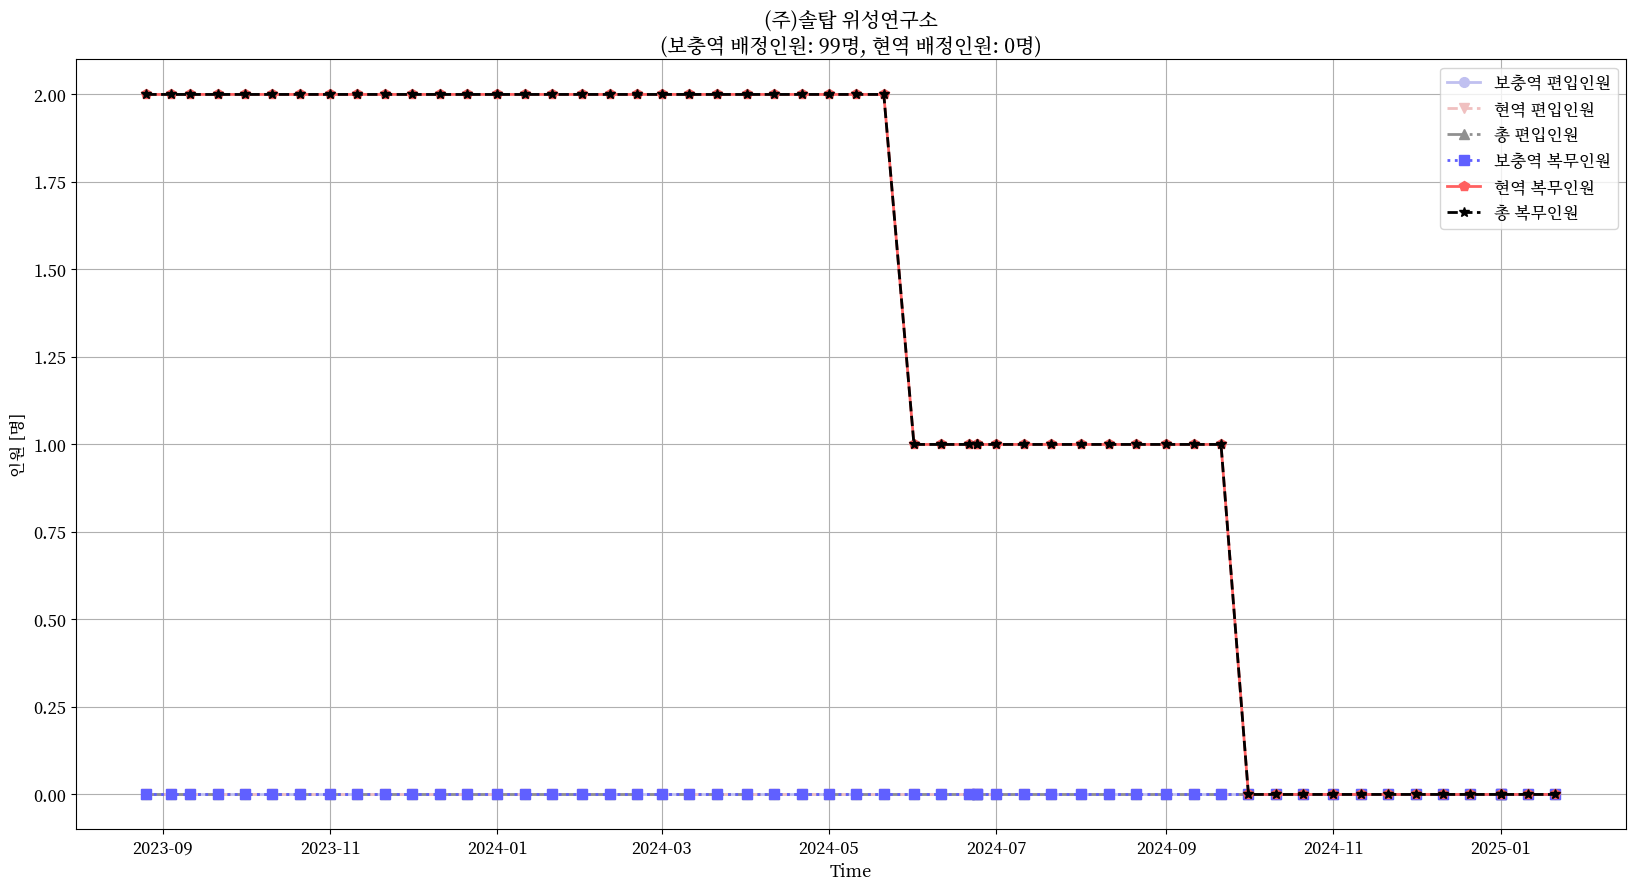 (주)솔탑 위성연구소
(보충역 배정인원: 99명, 현역 배정인원: 0명)
보충역 편입인원
현역 편입인원
총 편입인원
보충역 복무인원
현역 복무인원
총 복무인원
인원 [명]
2.00
1.75
1.50
1.25
1.00
0.75
0.50
0.25
0.00
2023-09
2023-11
2024-01
2024-03
2024-05
2024-07
2024-09
2024-11
2025-01
Time